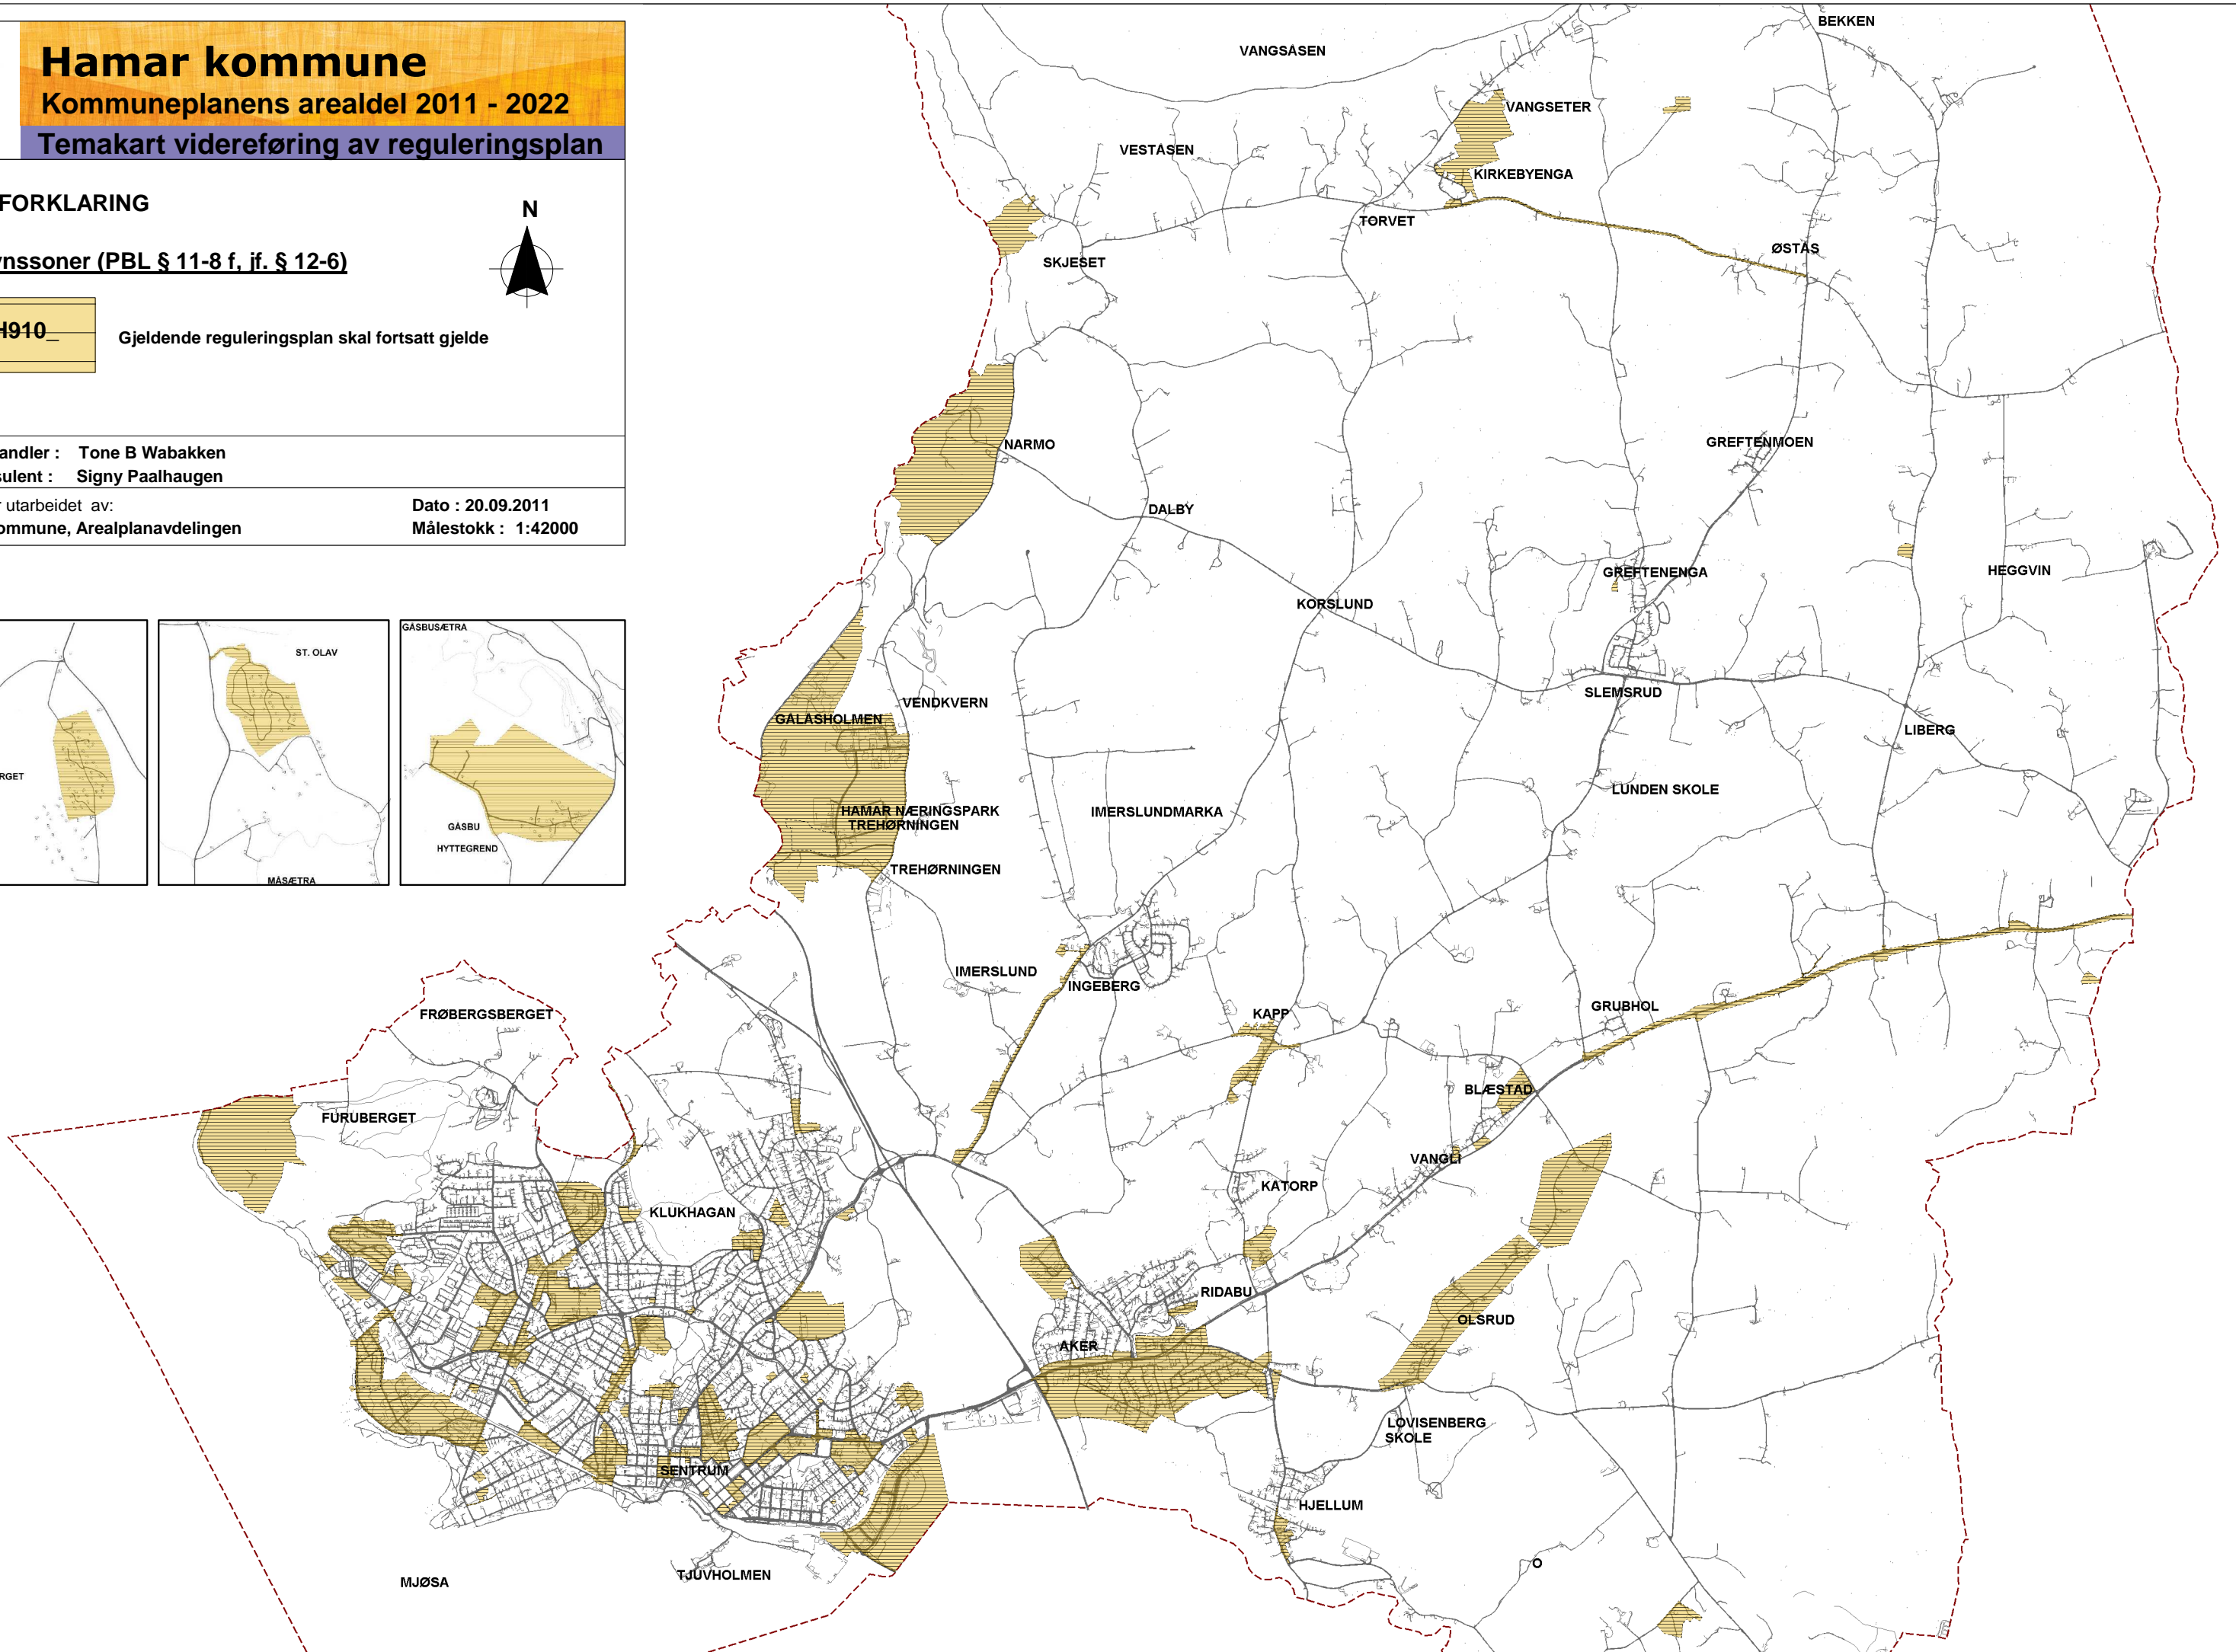 Hamar kommune
Kommuneplanens arealdel 2011 - 2022
Temakart videreføring av reguleringsplan
FORKLARING
N
nssoner (PBL § 11-8 f, jf. § 12-6)
H910_
Gjeldende reguleringsplan skal fortsatt gjelde
andler : Tone B Wabakken
sulent : Signy Paalhaugen
r utarbeidet av:
Dato : 20.09.2011
ommune, Arealplanavdelingen
Målestokk : 1:42000
RGET
ST. OLAV
MÅSÆTRA
GÅSBUSÆTRA
GÅSBU
HYTTEGREND
BEKKEN
VANGSÅSEN
VANGSETER
VESTÅSEN
KIRKEBYENGA
TORVET
ØSTÅS
SKJESET
NARMO
GREFTENMOEN
DALBY
GREFTENENGA
HEGGVIN
KORSLUND
SLEMSRUD
VENDKVERN
GÅLÅSHOLMEN
LIBERG
LUNDEN SKOLE
HAMAR NÆRINGSPARK
TREHØRNINGEN
IMERSLUNDMARKA
TREHØRNINGEN
IMERSLUND
INGEBERG
GRUBHOL
KAPP
FRØBERGSBERGET
BLÆSTAD
FURUBERGET
VANGLI
KATORP
KLUKHAGAN
RIDABU
OLSRUD
AKER
LOVISENBERG
SKOLE
SENTRUM
HJELLUM
O
TJUVHOLMEN
MJØSA